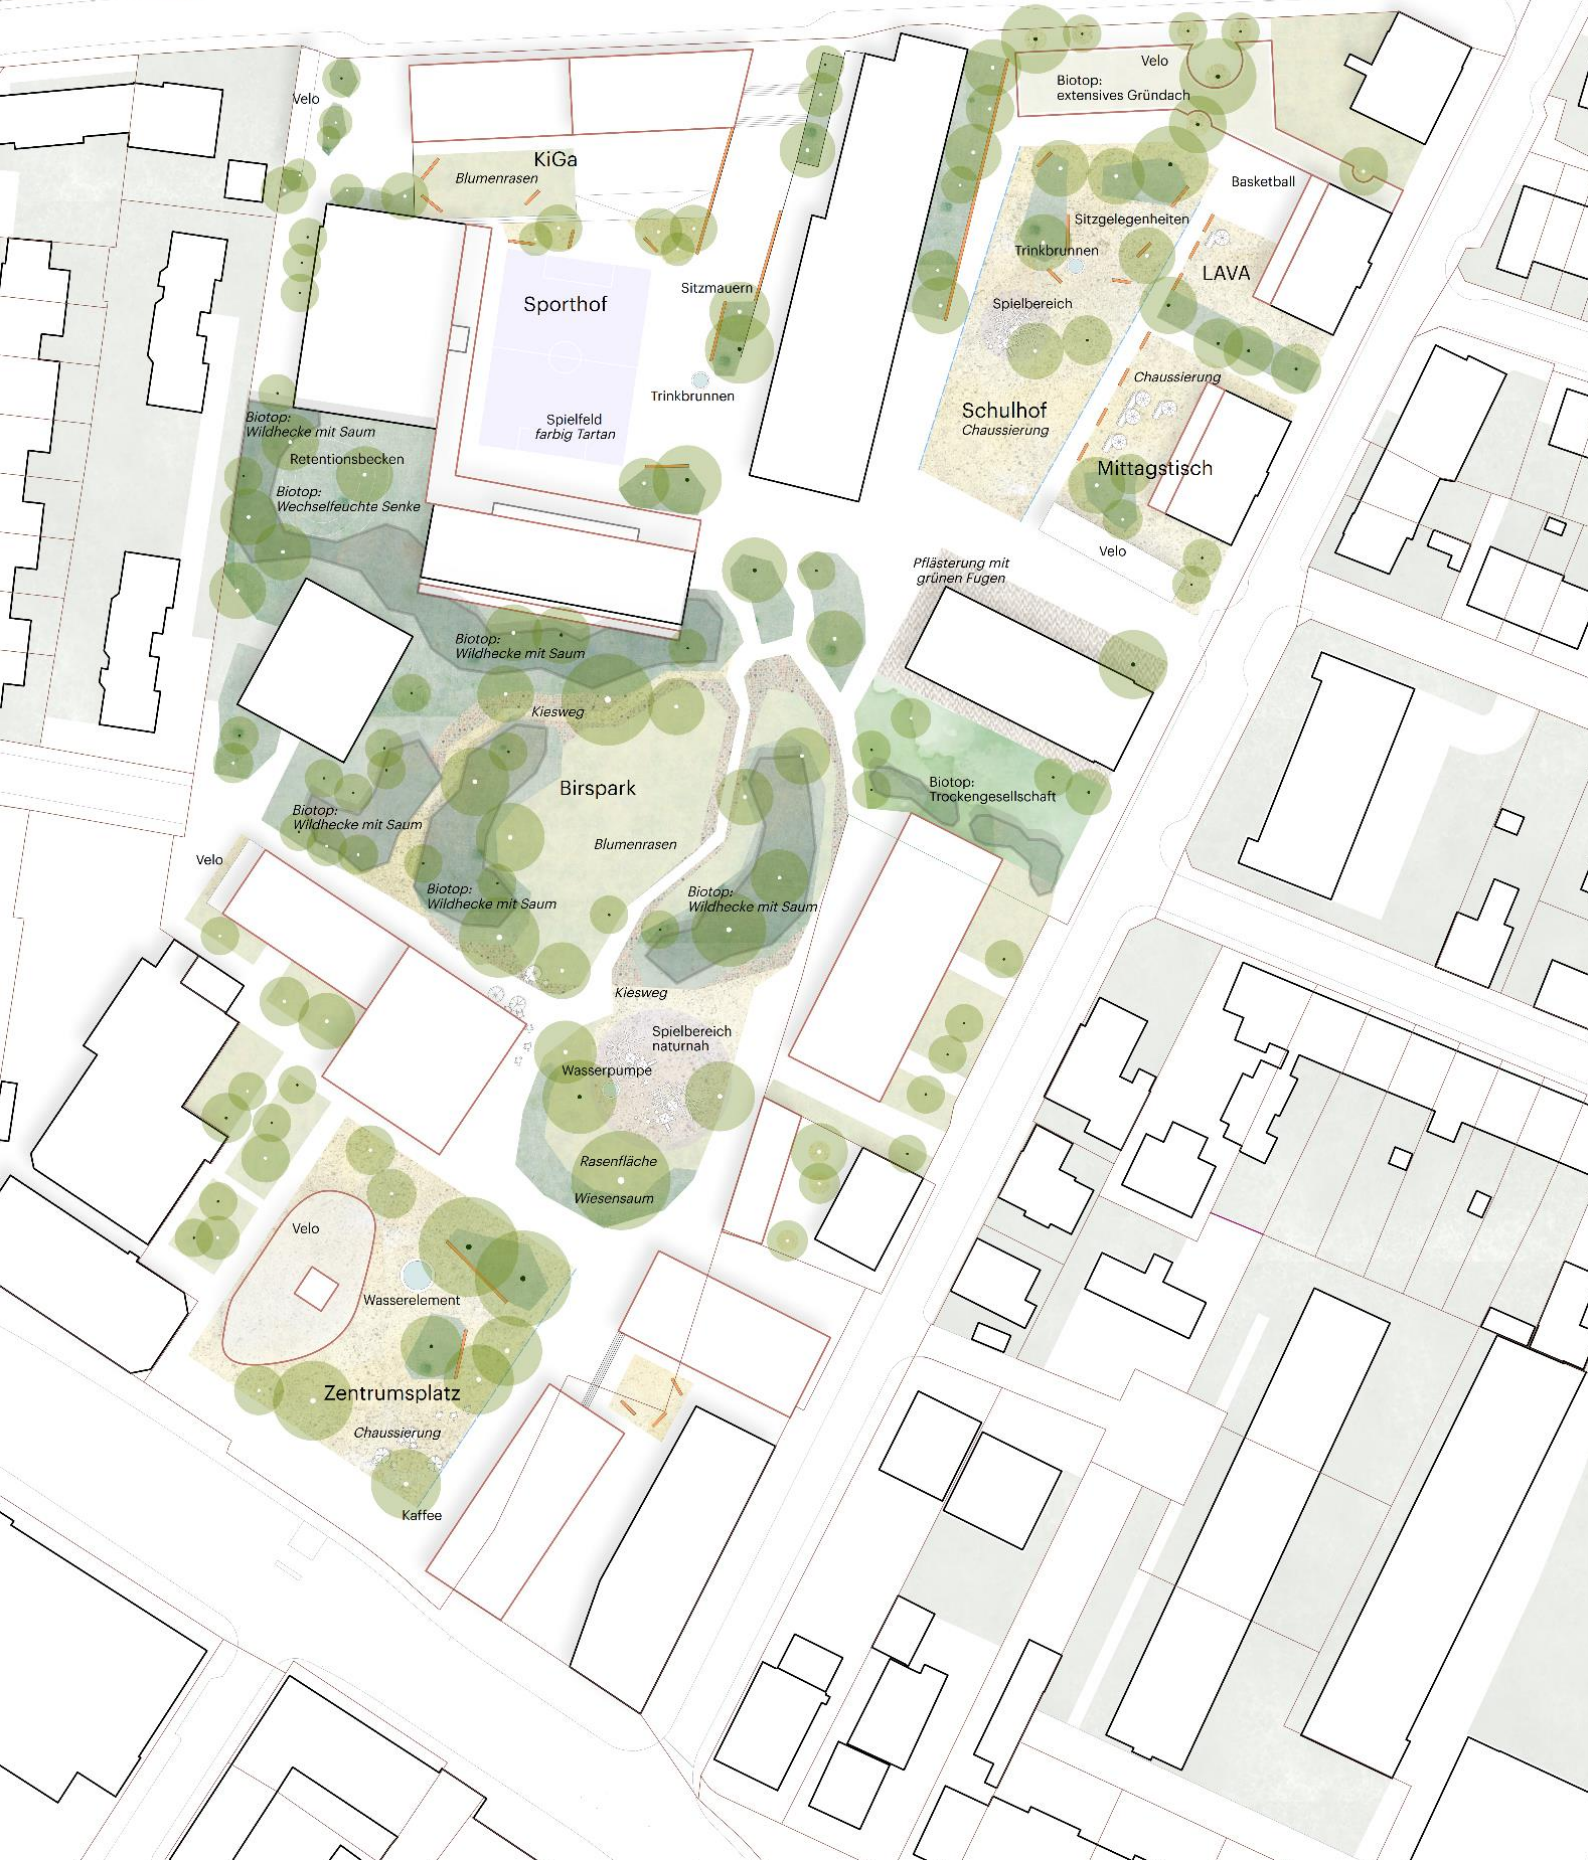 Velo
Biotop:
extensives Gründach
Velo
KiGa
Blumenrasen
Basketball
Sitzgelegenheiten
Trinkbrunnen
LAVA
Sitzmauern
Sporthof
Spielbereich
Chaussierung
Trinkbrunnen
Schulhof
Chaussierung
Spielfeld
farbig Tartan
Biotop:
Wildhecke mit Saum
Retentionsbecken
Mittagstisch
Biotop:
Wechselfeuchte Senke
Velo
Pflästerung mit
grünen Fugen
Biotop:
Wildhecke mit Saum
Kiesweg
Birspark
Biotop:
Trockengesellschaft
Biotop:
Wildhecke mit Saum
Blumenrasen
Velo
Biotop:
Wildhecke mit Saum
Biotop:
Wildhecke mit Saum
Kiesweg
Spielbereich
naturnah
Wasserpumpe
Rasenfläche
Wiesensaum
Velo
Wasserelement
Zentrumsplatz
Chaussierung
Kaffee